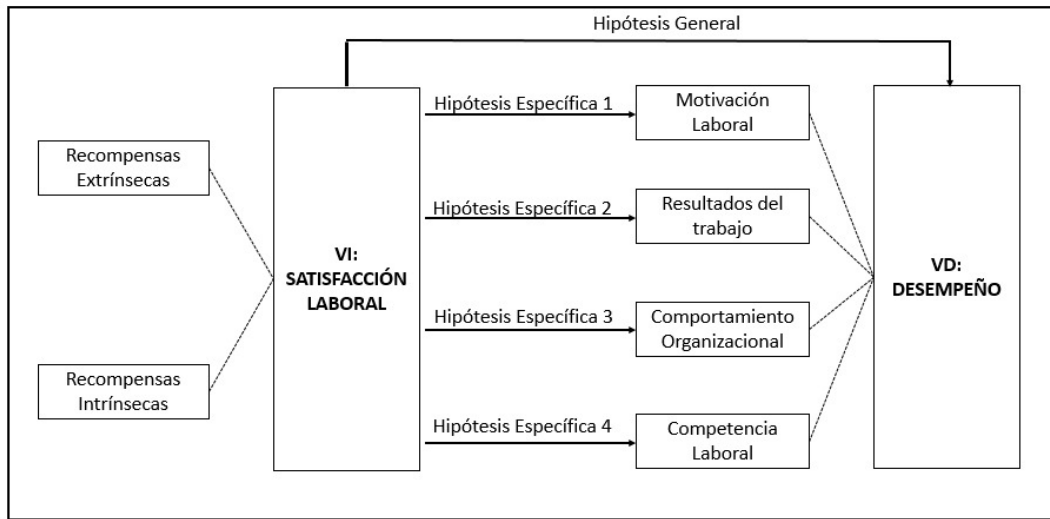 Hipótesis General
Recompensas
Extrínsecas
Recompensas
Intrínsecas
VI:
SATISFACCIÓN
LABORAL
Hipótesis Específica 1
Motivación
Laboral
Hipótesis Específica 2
Resultados del
trabajo
Hipótesis Específica 3
Comportamiento
Organizacional
Hipótesis Específica 4
Competencia
Laboral
VD:
DESEMPEÑO